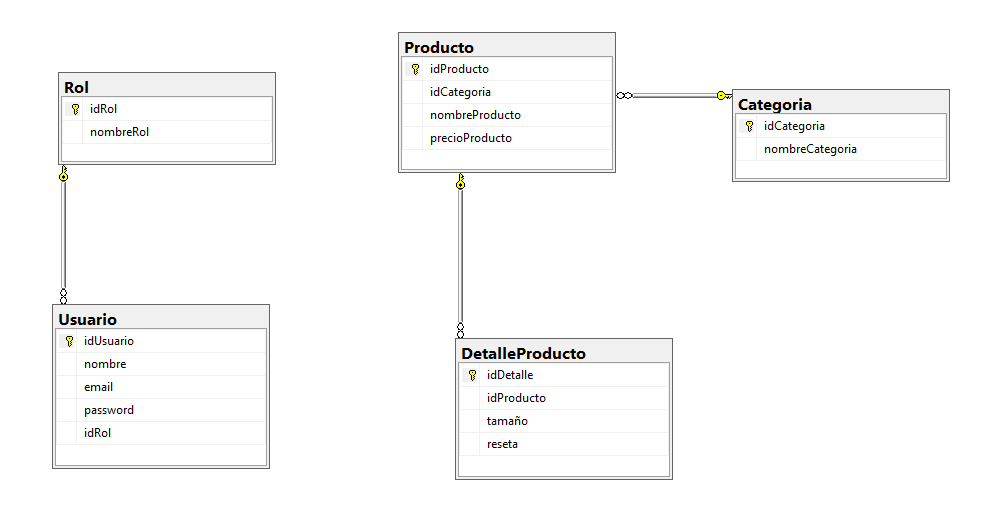 Rol
idRol
nombreRol
Usuario
idUsuario
nombre
email
password
idRol
Producto
idProducto
idCategoria
nombreProducto
precioProducto
DetalleProducto
idDetalle
idProducto
tamaño
reseta
Categoria
idCategoria
nombreCategoria